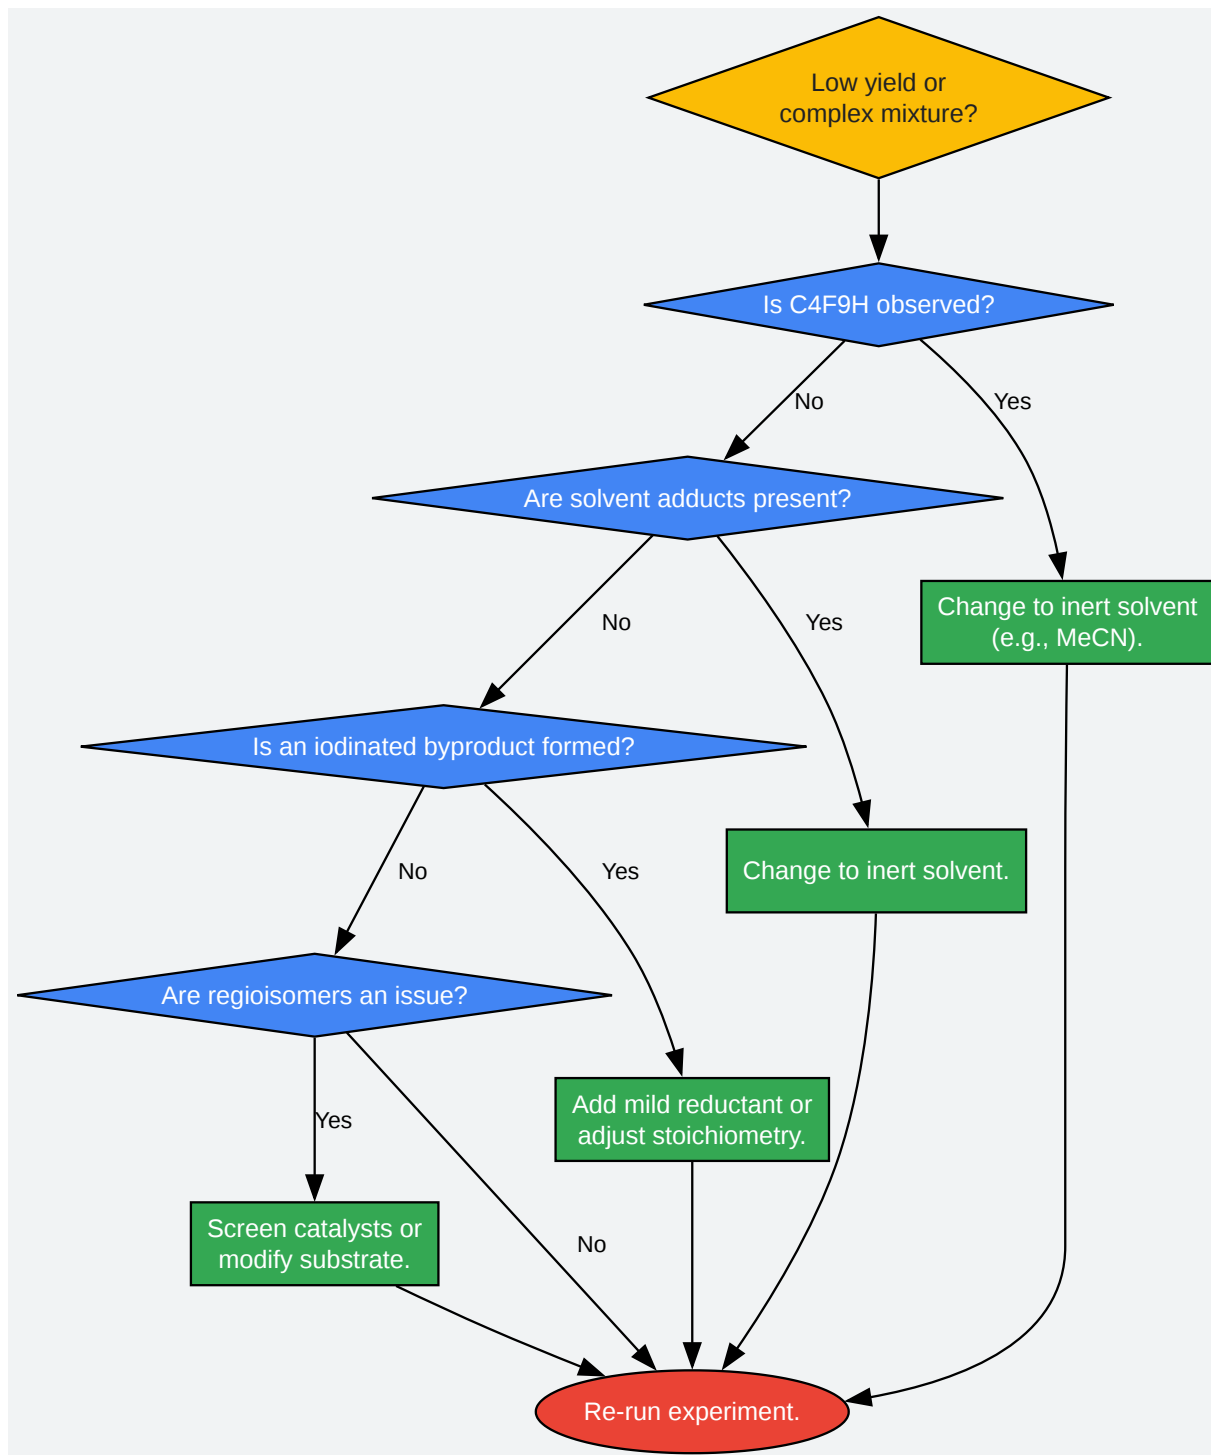 Low yield or
complex mixture?
Is C4F9H observed?
No
Yes
Are solvent adducts present?
Change to inert solvent
(e.g., MeCN).
No
Yes
Is an iodinated byproduct formed?
No
Yes
Change to inert solvent.
Are regioisomers an issue?
Yes
Add mild reductant or
adjust stoichiometry.
Screen catalysts or
modify substrate.
No
Re-run experiment.